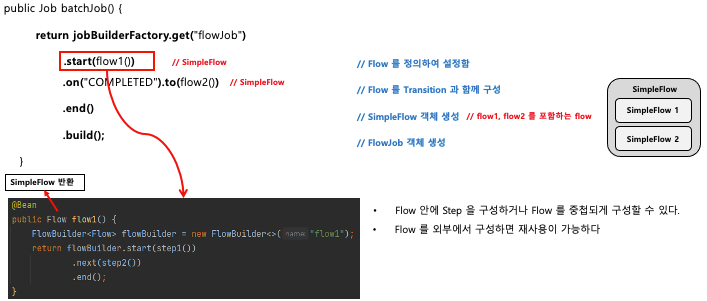 public Job batchJob() {
return jobBuilderFactory.get("flowJob")
.start(flow1()) // SimpleFlow // Flow 를 정의하여 설정함
.on("COMPLETED").to(flow2()) // SimpleFlow // Flow 를 Transition 과 함께 구성
.end() // SimpleFlow 객체 생성 // flow1, flow2 를 포함하는 flow
.build(); // FlowJob 객체 생성
}
SimpleFlow
SimpleFlow 1
SimpleFlow 2
SimpleFlow 반환
@Bean
public Flow flow1() {
FlowBuilder<Flow> flowBuilder = new FlowBuilder<>( name: "flow1");
return flowBuilder.start(step1())
.next(step2())
.end();
}
• Flow 안에 Step 을 구성하거나 Flow 를 중첩되게 구성할 수 있다.
• Flow 를 외부에서 구성하면 재사용이 가능하다